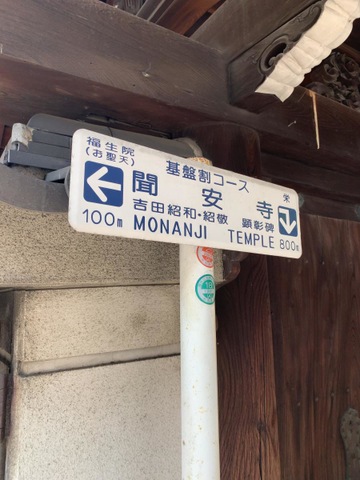 福生院
(お聖天)
基盤割コース
栄
聞安寺
吉田紹和・紹敬 顕彰碑
100m MONANJI TEMPLE 800m